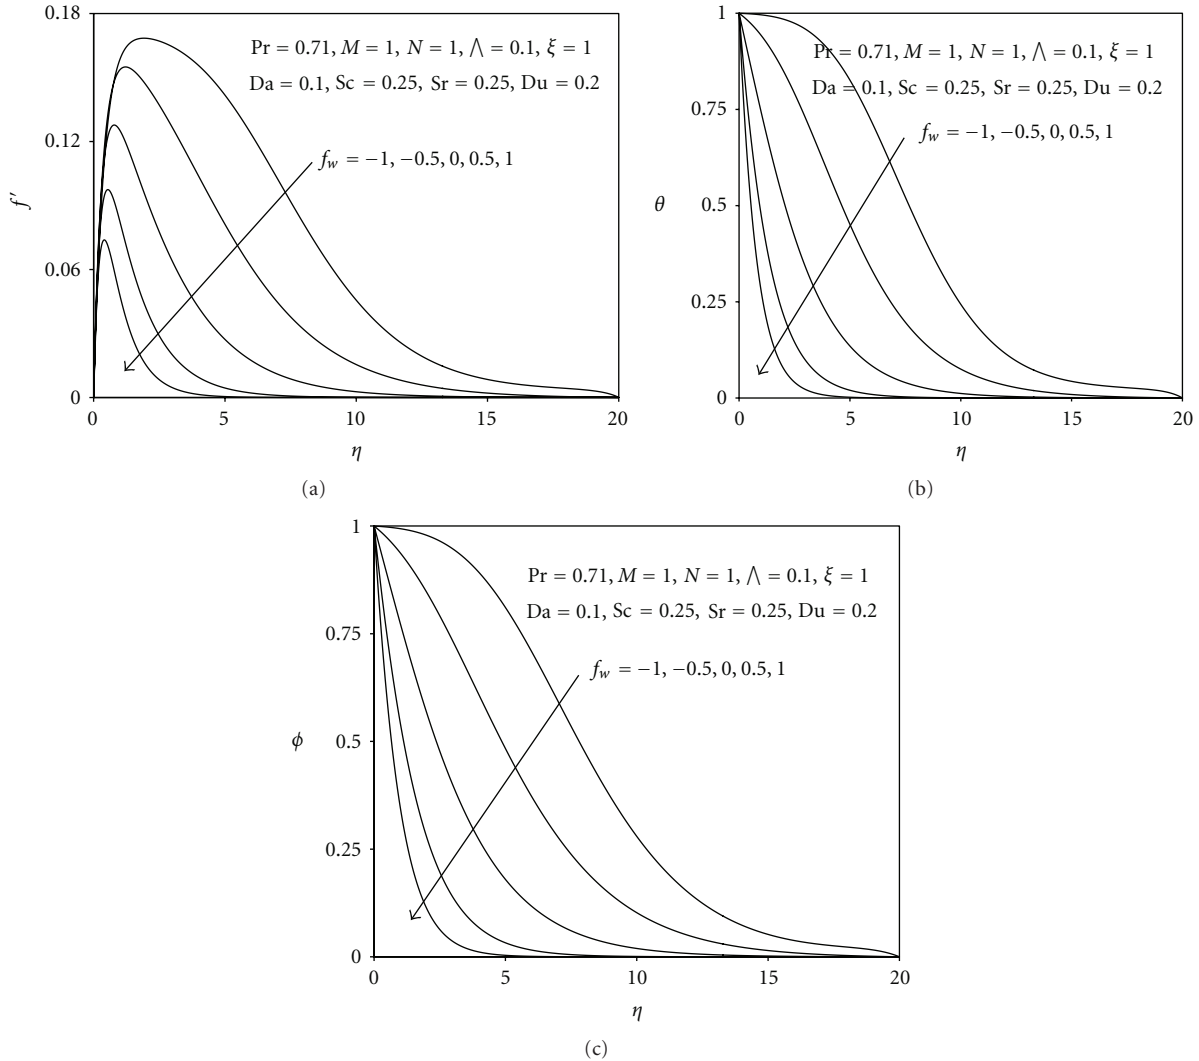 0.18
0.12
0.06
0
f′
Pr = 0.71, M = 1, N = 1, ⋀ = 0.1, ξ = 1
Da = 0.1, Sc = 0.25, Sr = 0.25, Du = 0.2
f_w = −1, −0.5, 0, 0.5, 1
0 5 10 15 20
η
(a)
1
0.75
0.5
0.25
0
θ
Pr = 0.71, M = 1, N = 1, ⋀ = 0.1, ξ = 1
Da = 0.1, Sc = 0.25, Sr = 0.25, Du = 0.2
f_w = −1, −0.5, 0, 0.5, 1
0 5 10 15 20
η
(b)
1
0.75
0.5
0.25
0
ϕ
Pr = 0.71, M = 1, N = 1, ⋀ = 0.1, ξ = 1
Da = 0.1, Sc = 0.25, Sr = 0.25, Du = 0.2
f_w = −1, −0.5, 0, 0.5, 1
0 5 10 15 20
η
(c)